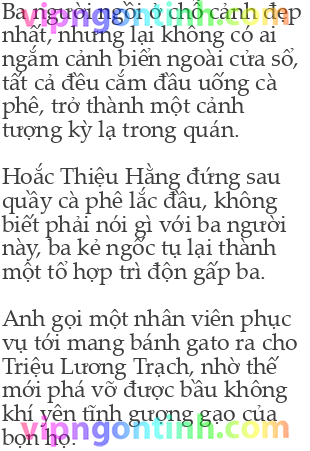 Ba người ngồi ở chỗ cảnh đẹp
vipngontinh.com
nhất, nhưng lại không có ai
ngắm cảnh biển ngoài cửa sổ,
tất cả đều cắm đầu uống cà
phê, trở thành một cảnh
tượng kỳ lạ trong quán.
Hoắc Thiệu Hằng đứng sau
quầy cà phê lắc đầu, không
biết phải nói gì với ba người
này, ba kẻ ngốc tụ lại thành
một tổ hợp trì độn gấp ba.
Anh gọi một nhân viên phục
vụ tới mang bánh gato ra cho
Triệu Lương Trạch, nhờ thế
mới phá vỡ được bầu không
khí yên tĩnh gượng gạo của
vipngontinh.com
bọn họ.